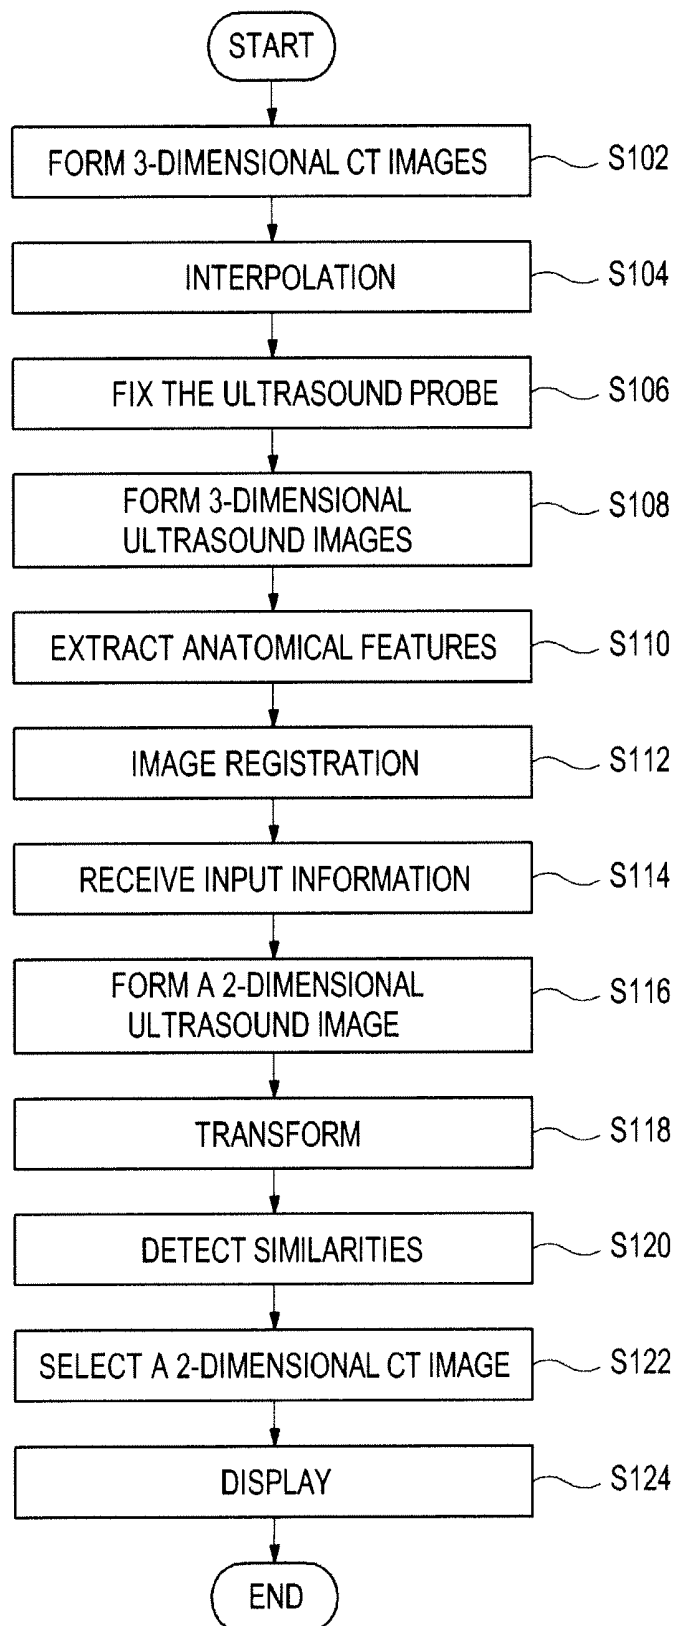 START
FORM 3-DIMENSIONAL CT IMAGES
S102
INTERPOLATION
S104
FIX THE ULTRASOUND PROBE
S106
FORM 3-DIMENSIONAL
ULTRASOUND IMAGES
S108
EXTRACT ANATOMICAL FEATURES
S110
IMAGE REGISTRATION
S112
RECEIVE INPUT INFORMATION
S114
FORM A 2-DIMENSIONAL
ULTRASOUND IMAGE
S116
TRANSFORM
S118
DETECT SIMILARITIES
S120
SELECT A 2-DIMENSIONAL CT IMAGE
S122
DISPLAY
S124
END